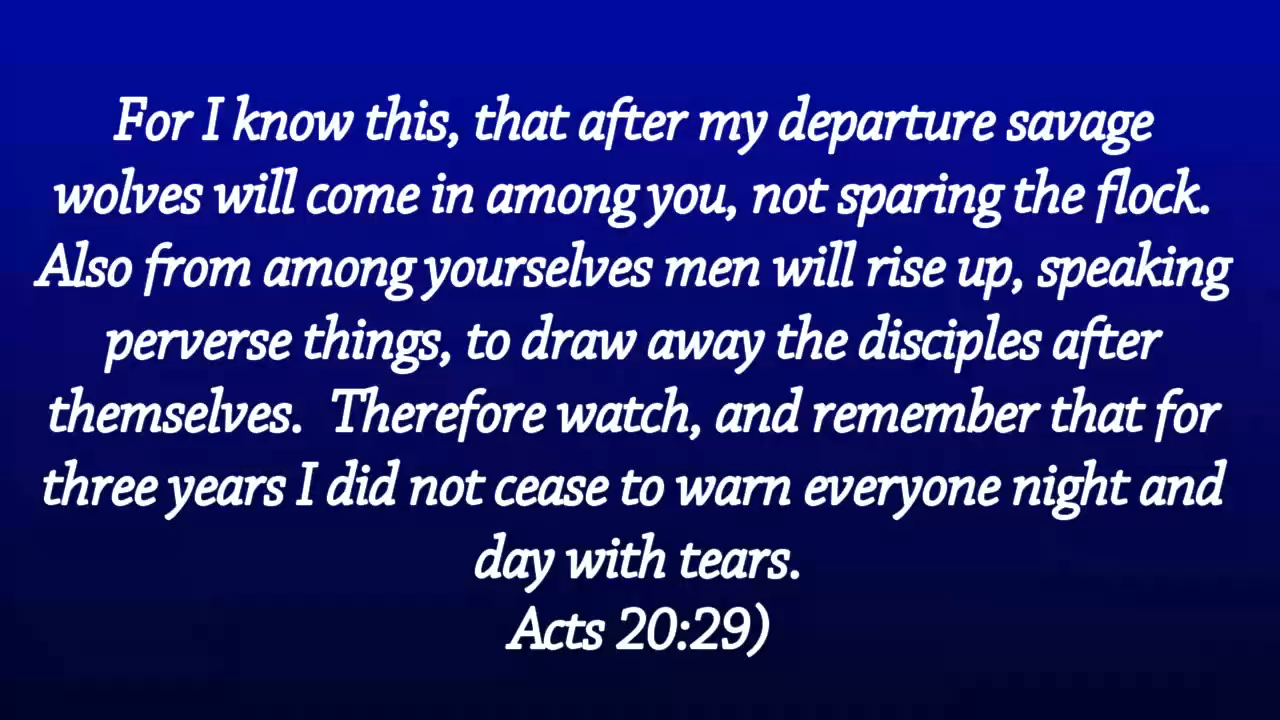 For I know this, that after my departure savage
wolves will come in among you, not sparing the flock.
Also from among yourselves men will rise up, speaking
perverse things, to draw away the disciples after
themselves.  Therefore watch, and remember that for
three years I did not cease to warn everyone night and
day with tears.
Acts 20:29)